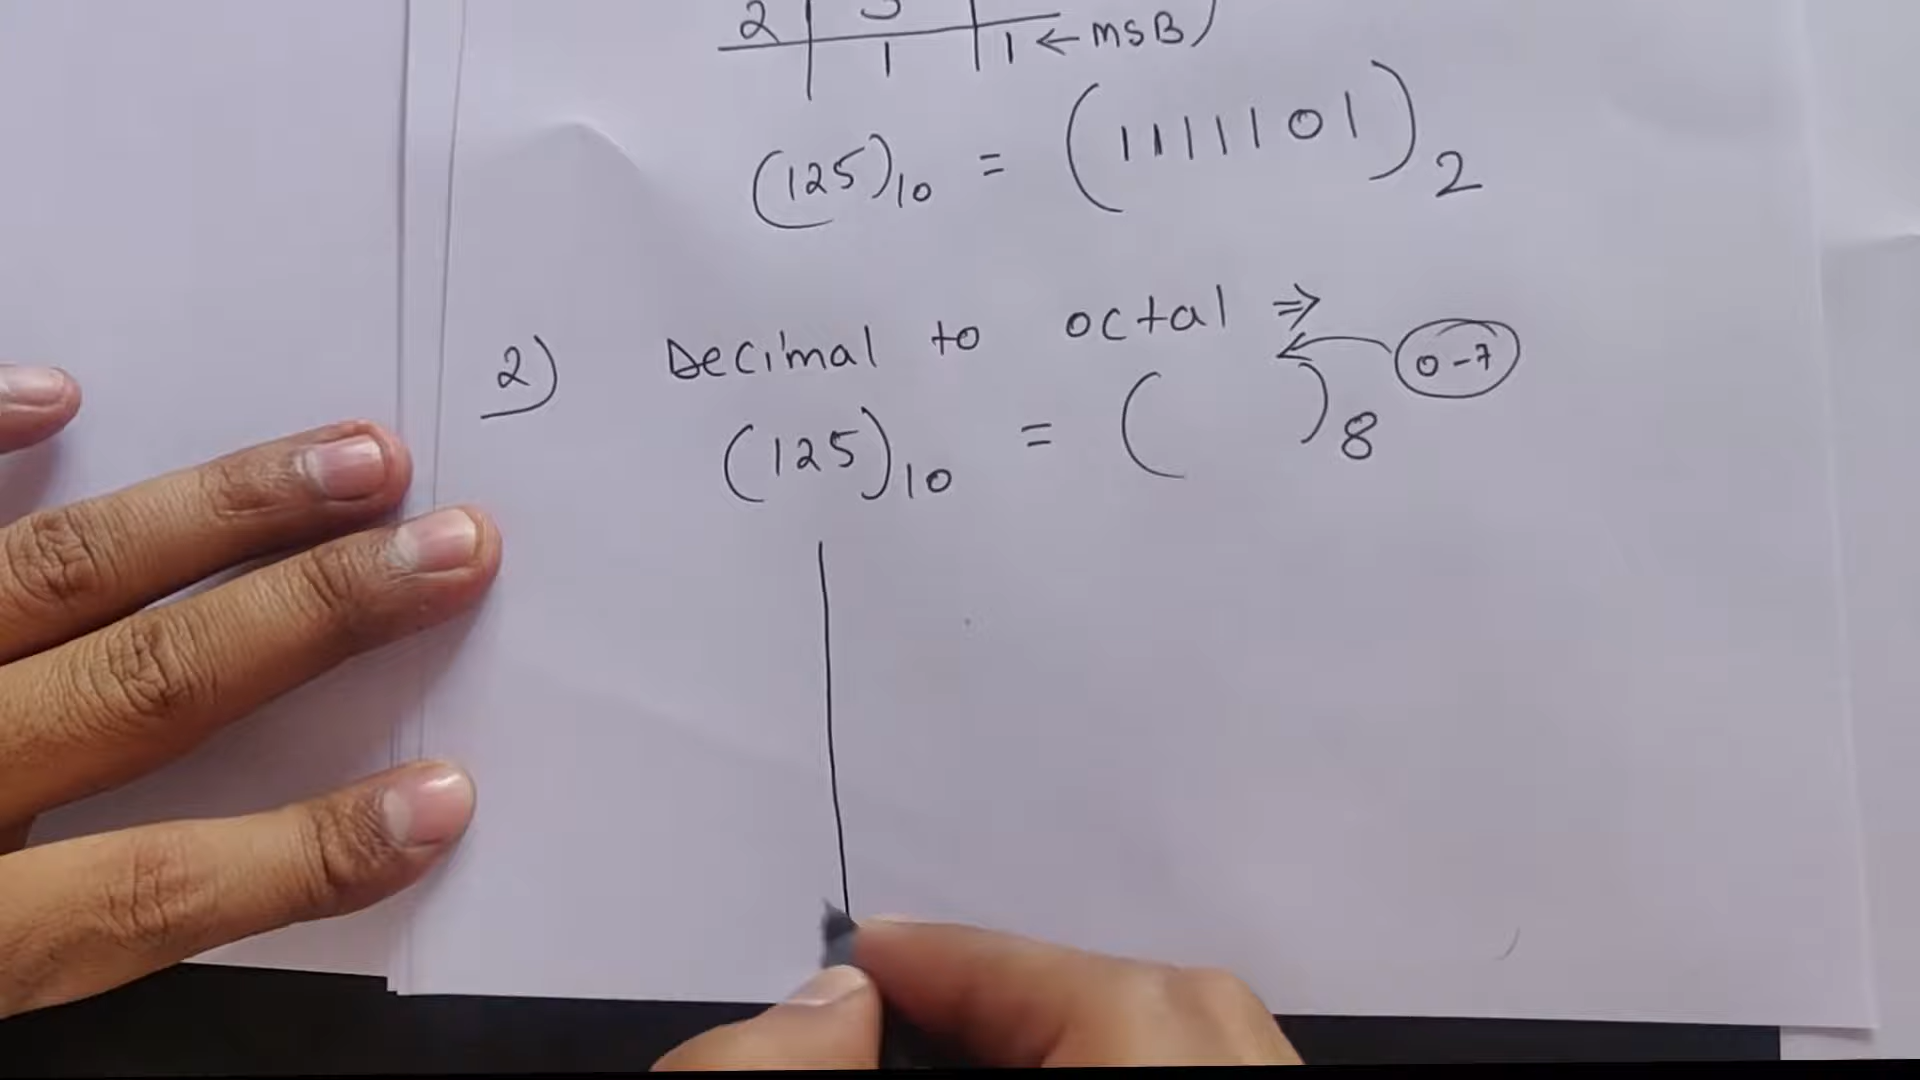 2 | 3
1 | 1 ← MSB)
(125)10 = (1111101)2
2) Decimal to octal ⇒
0-7
(125)10 = ( )8